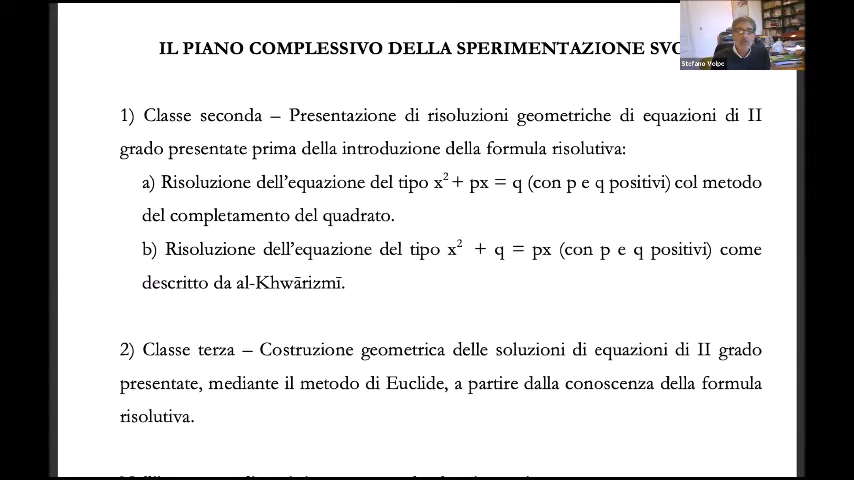 IL PIANO COMPLESSIVO DELLA SPERIMENTAZIONE
Stefano Volpe
1) Classe seconda – Presentazione di risoluzioni geometriche di equazioni di II
grado presentate prima della introduzione della formula risolutiva:
a) Risoluzione dell’equazione del tipo x² + px = q (con p e q positivi) col metodo
del completamento del quadrato.
b) Risoluzione dell’equazione del tipo x² + q = px (con p e q positivi) come
descritto da al-Khwārizmī.
2) Classe terza – Costruzione geometrica delle soluzioni di equazioni di II grado
presentate, mediante il metodo di Euclide, a partire dalla conoscenza della formula
risolutiva.